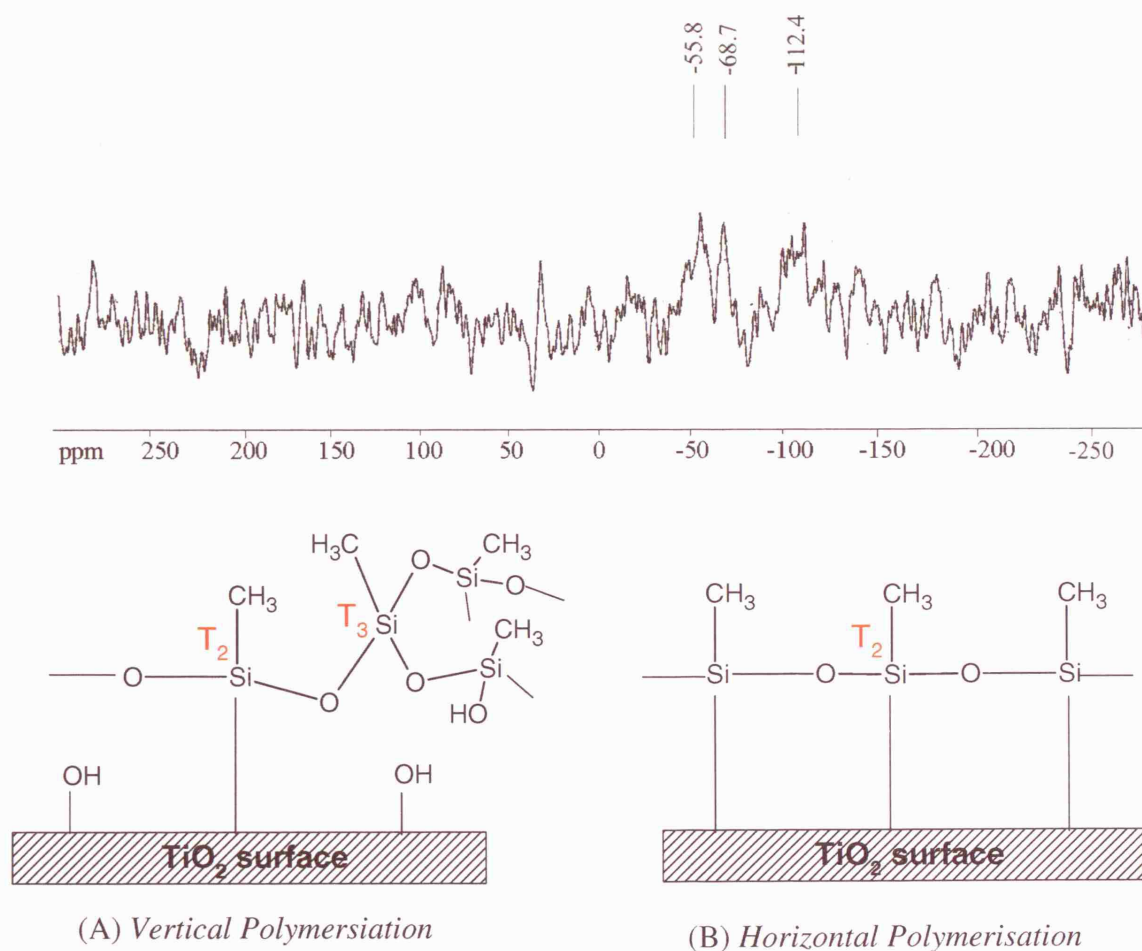 -55.8
-68.7
-112.4
ppm 250 200 150 100 50 0 -50 -100 -150 -200 -250
H₃C
O
CH₃
Si
O
CH₃
T₂
T₃
Si
CH₃
O
Si
O
O
Si
HO
OH
OH
TiO₂ surface
(A) Vertical Polymersiation
CH₃
CH₃
CH₃
T₂
Si
O
Si
O
Si
TiO₂ surface
(B) Horizontal Polymerisation